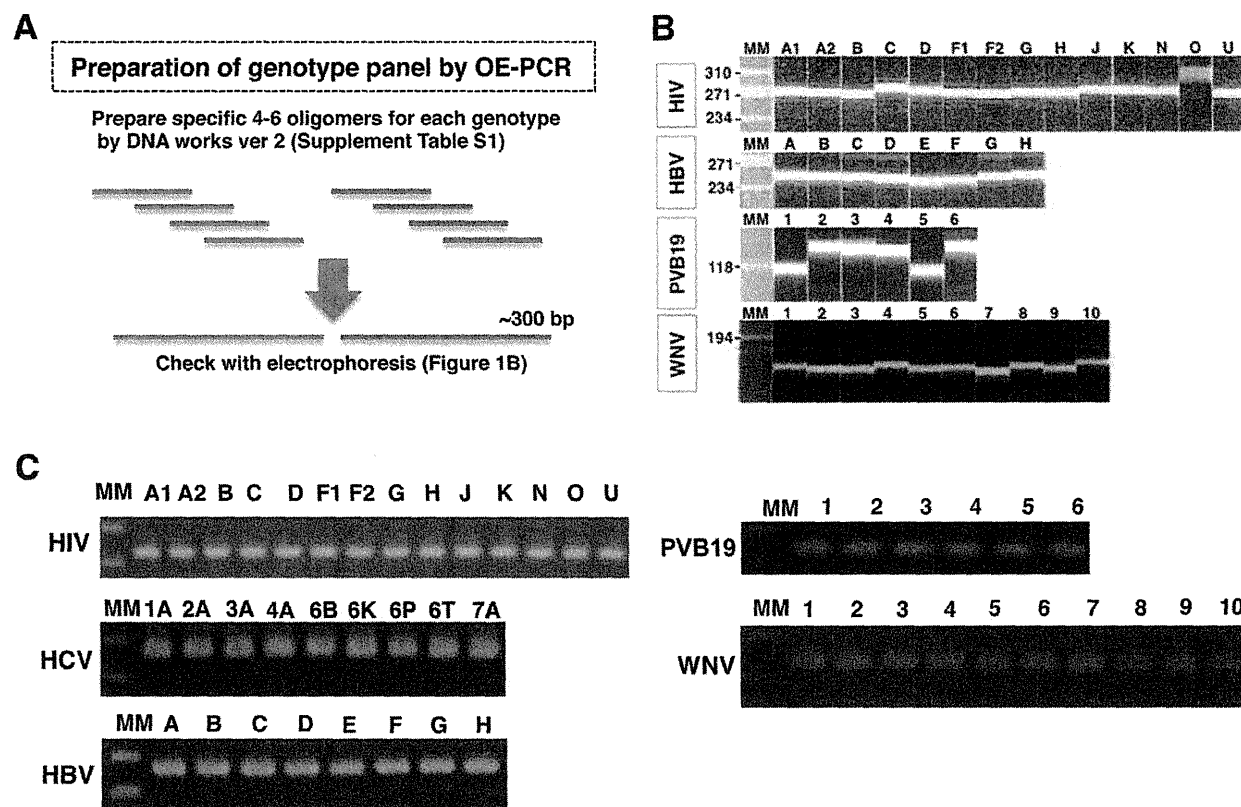 A
Preparation of genotype panel by OE-PCR
Prepare specific 4-6 oligomers for each genotype
by DNA works ver 2 (Supplement Table S1)
~300 bp
Check with electrophoresis (Figure 1B)
B
MM A1 A2 B C D F1 F2 G H J K N O U
HIV
310
271
234
MM A B C D E F G H
HBV
271
234
MM 1 2 3 4 5 6
PVB19
118
MM 1 2 3 4 5 6 7 8 9 10
WNV
194
C
MM A1 A2 B C D F1 F2 G H J K N O U
HIV
MM 1A 2A 3A 4A 6B 6K 6P 6T 7A
HCV
MM A B C D E F G H
HBV
MM 1 2 3 4 5 6
PVB19
MM 1 2 3 4 5 6 7 8 9 10
WNV